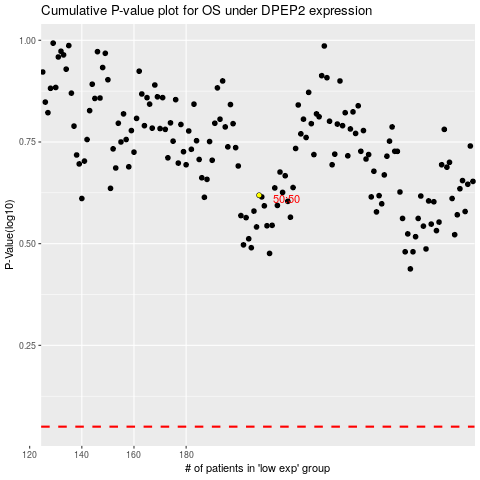 Cumulative P-value plot for OS under DPEP2 expression
1.00
0.75
0.50
0.25
P-Value(log10)
50:50
120 140 160 180
# of patients in 'low exp' group